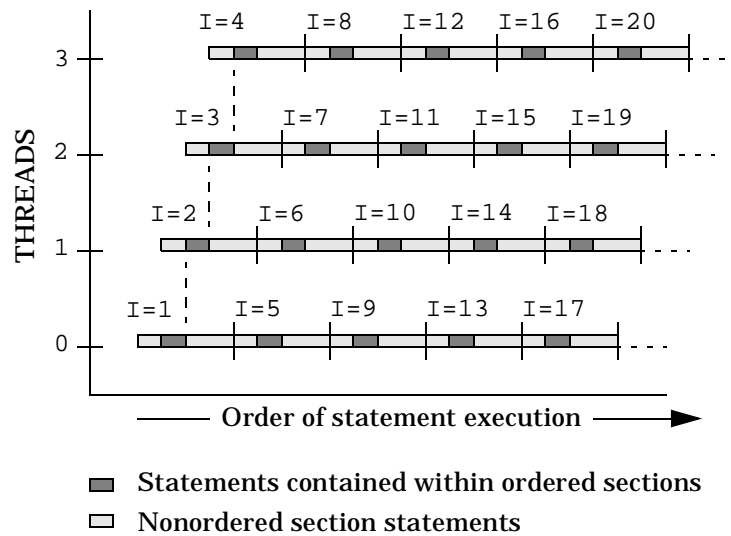 I=4 I=8 I=12 I=16 I=20
3
I=3 I=7 I=11 I=15 I=19
2
THREADS
I=2 I=6 I=10 I=14 I=18
1
I=1 I=5 I=9 I=13 I=17
0
Order of statement execution
Statements contained within ordered sections
Nonordered section statements